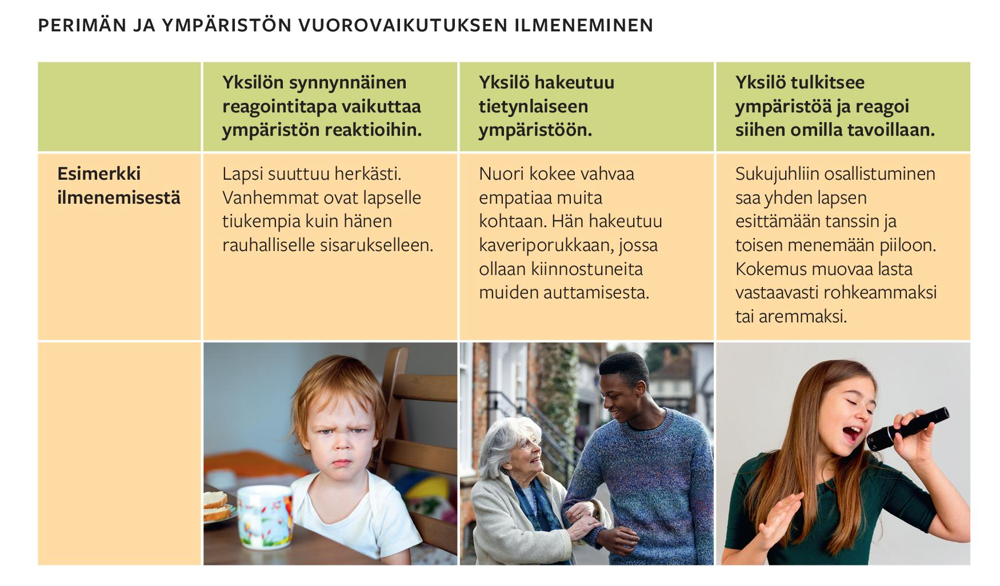 PERIMÄN JA YMPÄRISTÖN VUOROVAIKUTUKSEN ILMENEMINEN
Yksilön synnynnäinen
reagointitapa vaikuttaa
ympäristön reaktioihin.
Yksilö hakeutuu
tietynlaiseen
ympäristöön.
Yksilö tulkitsee
ympäristöä ja reagoi
siihen omilla tavoillaan.
Esimerkki
ilmenemisestä
Lapsi suuttuu herkästi.
Vanhemmat ovat lapselle
tiukempia kuin hänen
rauhalliselle sisarukselleen.
Nuori kokee vahvaa
empatiaa muita
kohtaan. Hän hakeutuu
kaveriporukkaan, jossa
ollaan kiinnostuneita
muiden auttamisesta.
Sukujuhliin osallistuminen
saa yhden lapsen
esittämään tanssin ja
toisen menemään piiloon.
Kokemus muovaa lasta
vastaavasti rohkeammaksi
tai aremmaksi.